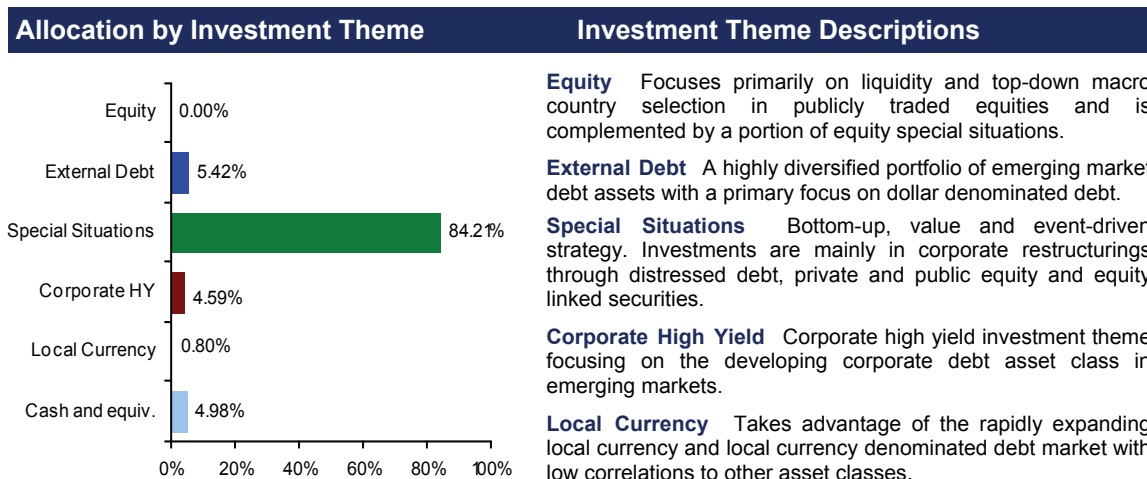 Allocation by Investment Theme
Equity 0.00%
External Debt 5.42%
Special Situations 84.21%
Corporate HY 4.59%
Local Currency 0.80%
Cash and equiv. 4.98%
0% 20% 40% 60% 80% 100%
Investment Theme Descriptions
Equity Focuses primarily on liquidity and top-down macro
country selection in publicly traded equities and is
complemented by a portion of equity special situations.
External Debt A highly diversified portfolio of emerging market
debt assets with a primary focus on dollar denominated debt.
Special Situations Bottom-up, value and event-driven
strategy. Investments are mainly in corporate restructurings
through distressed debt, private and public equity and equity
linked securities.
Corporate High Yield Corporate high yield investment theme
focusing on the developing corporate debt asset class in
emerging markets.
Local Currency Takes advantage of the rapidly expanding
local currency and local currency denominated debt market with
low correlations to other asset classes.